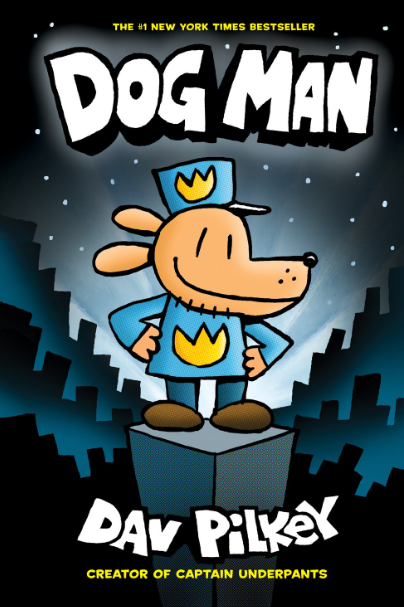 THE #1 NEW YORK TIMES BESTSELLER
DOG MAN
DAV PiLKEY
CREATOR OF CAPTAIN UNDERPANTS